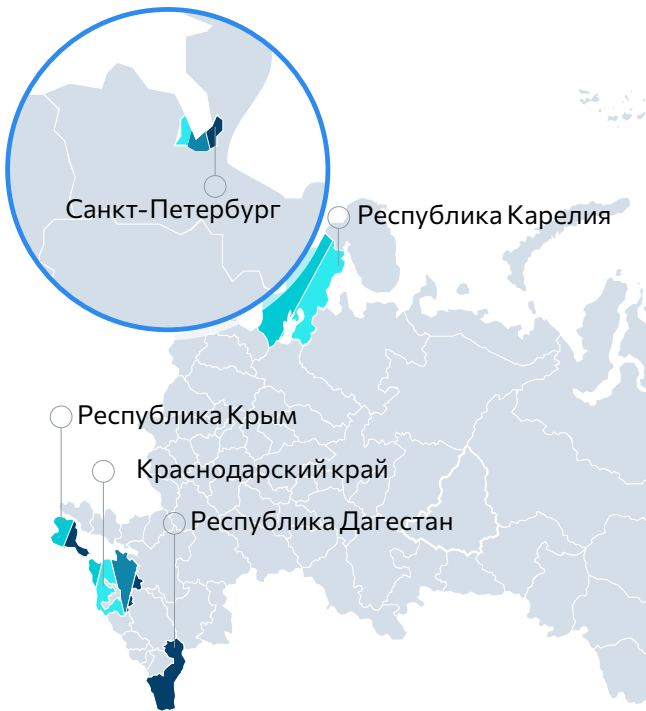 Санкт-Петербург
Республика Карелия
Республика Крым
Краснодарский край
Республика Дагестан